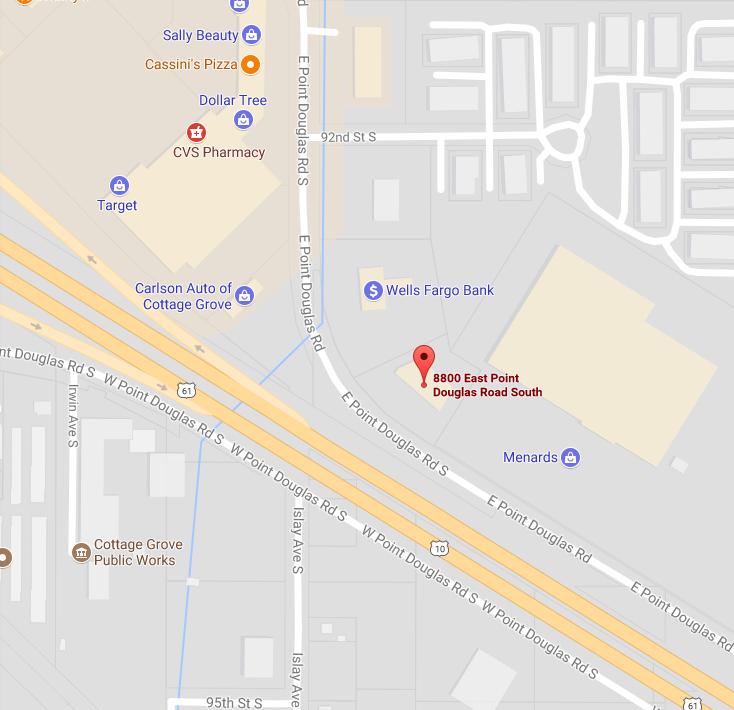 Sally Beauty
Cassini's Pizza
Dollar Tree
CVS Pharmacy
Target
Carlson Auto of
Cottage Grove
E Point Douglas Rd S
92nd St S
E Point Douglas Rd
Wells Fargo Bank
8800 East Point
Douglas Road South
Menards
E Point Douglas Rd S
E Point Douglas Rd
E Point Douglas Rd
61
Point Douglas Rd S
W Point Douglas Rd S
W Point Douglas Rd S
W Point Douglas Rd S
W Point Douglas Rd S
10
61
Irwin Ave S
Cottage Grove
Public Works
Islay Ave S
Islay Ave
95th St S